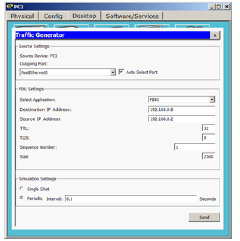 PC2
Physical Config Desktop Software/Services
Traffic Generator X
Source Settings
Source Device: PC2
Outgoing Port:
FastEthernet0 Auto Select Port
PDU Settings
Select Application: PING
Destination IP Address: 192.168.0.8
Source IP Address: 192.168.0.2
TTL: 32
TOS: 0
Sequence Number: 1
Size: 1500
Simulation Settings
Single Shot
Periodic Interval: 0.1 Seconds
Send